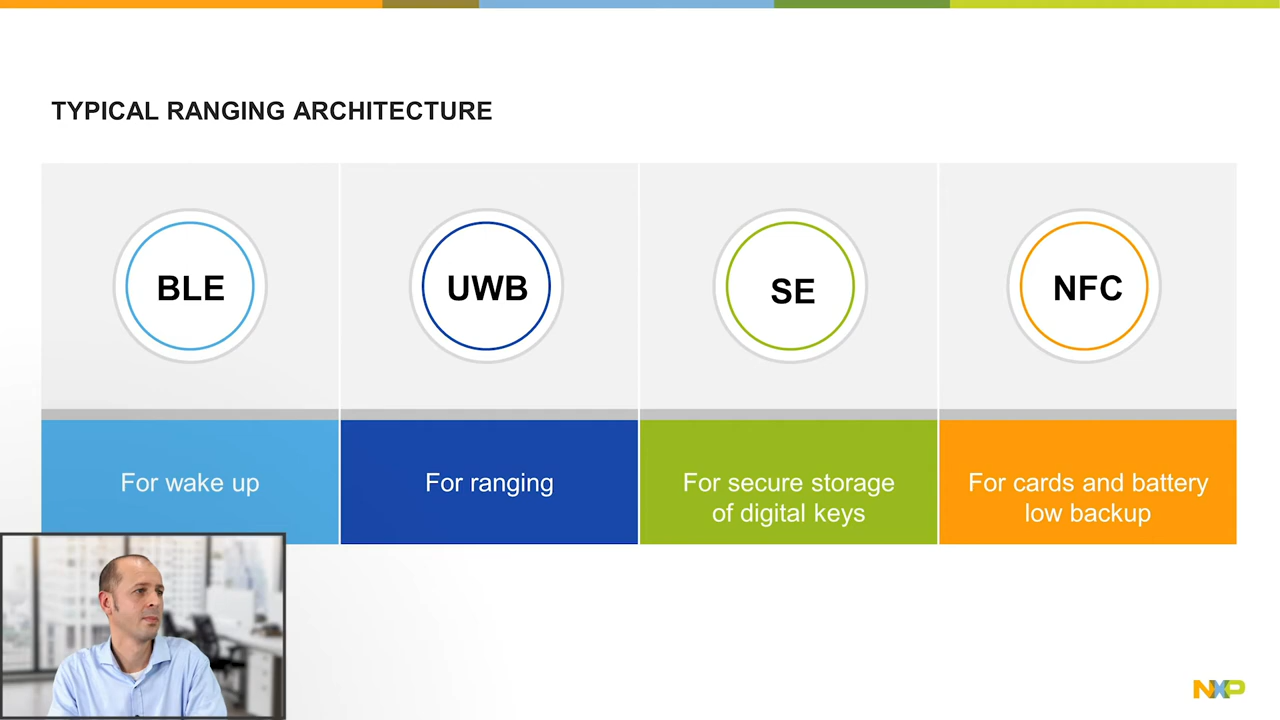 TYPICAL RANGING ARCHITECTURE
BLE
UWB
SE
NFC
For wake up
For ranging
For secure storage
of digital keys
For cards and battery
low backup
NXP